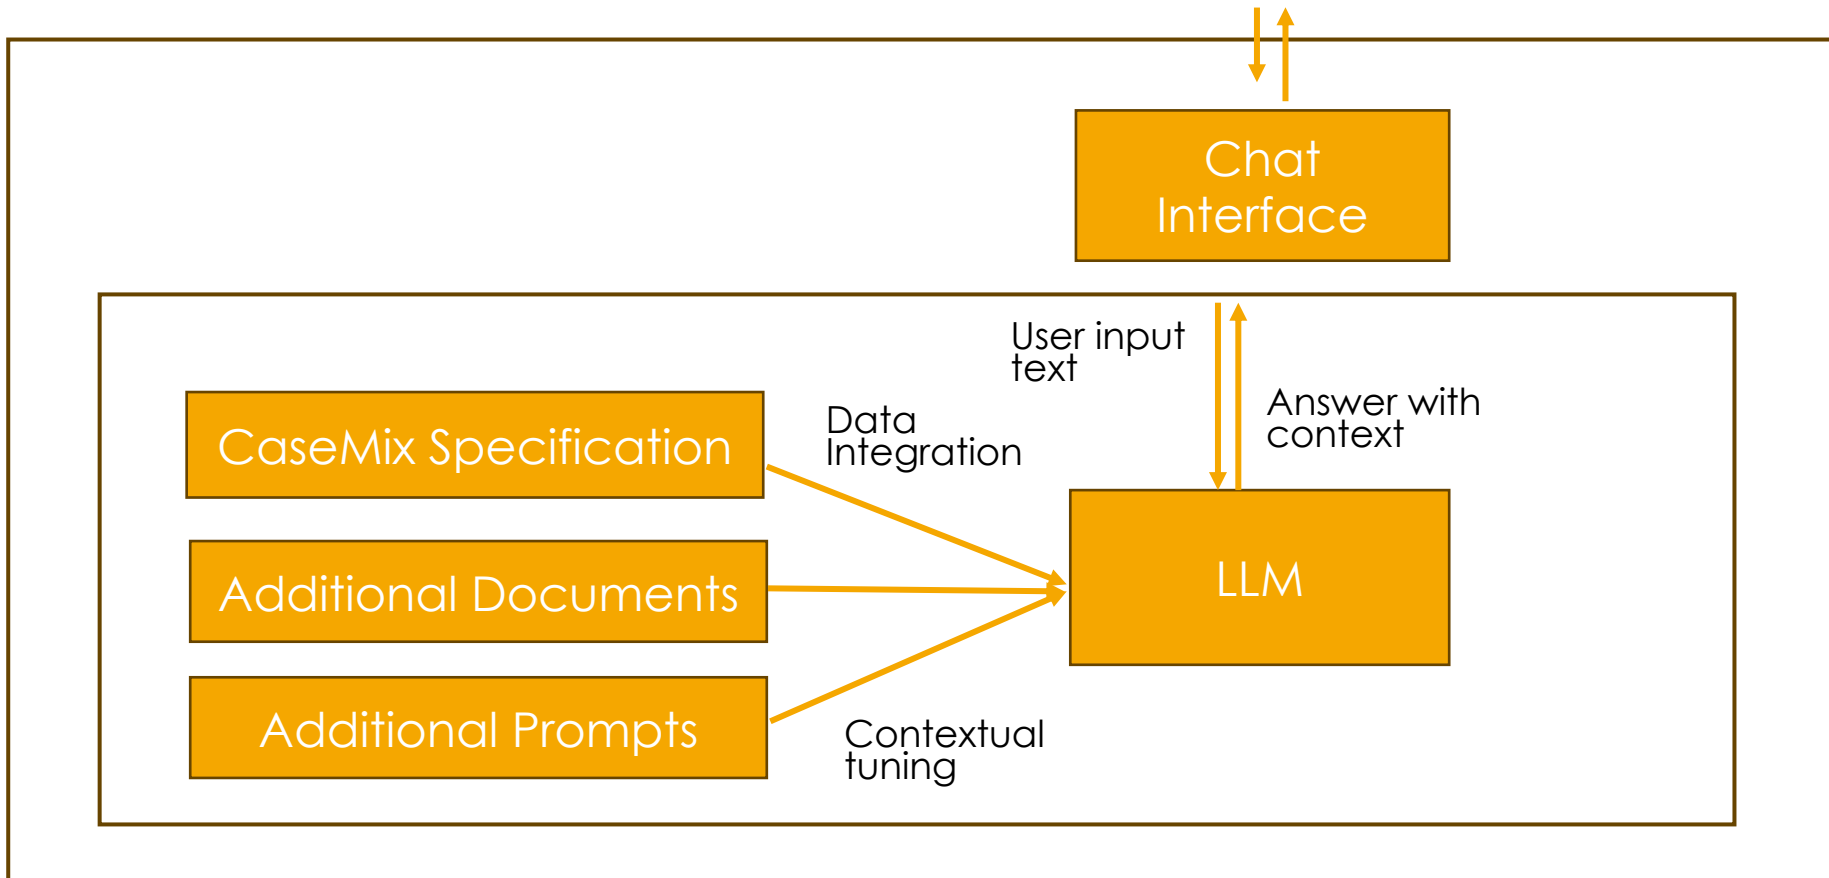 Chat
Interface
User input
text
Answer with
context
Data
Integration
CaseMix Specification
Additional Documents
LLM
Additional Prompts
Contextual
tuning